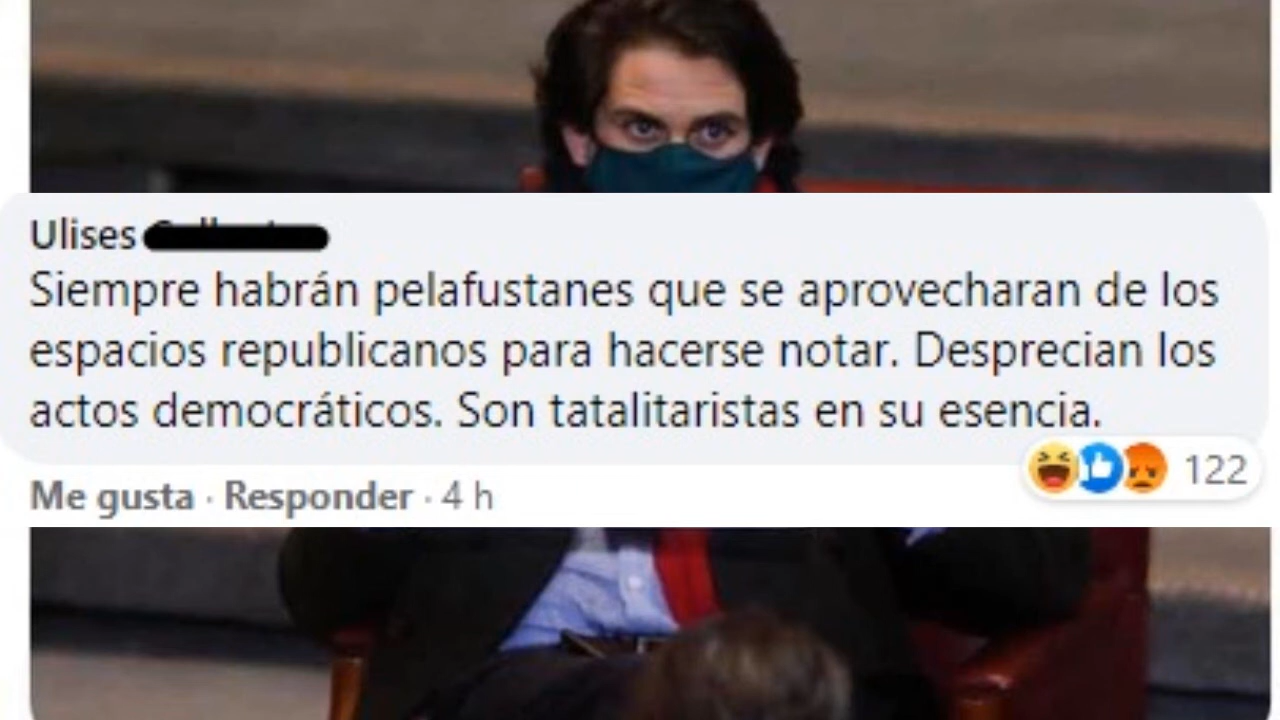 Ulises
Siempre habrán pelafustanes que se aprovecharan de los
espacios republicanos para hacerse notar. Desprecian los
actos democráticos. Son tatalitaristas en su esencia.
122
Me gusta · Responder · 4 h